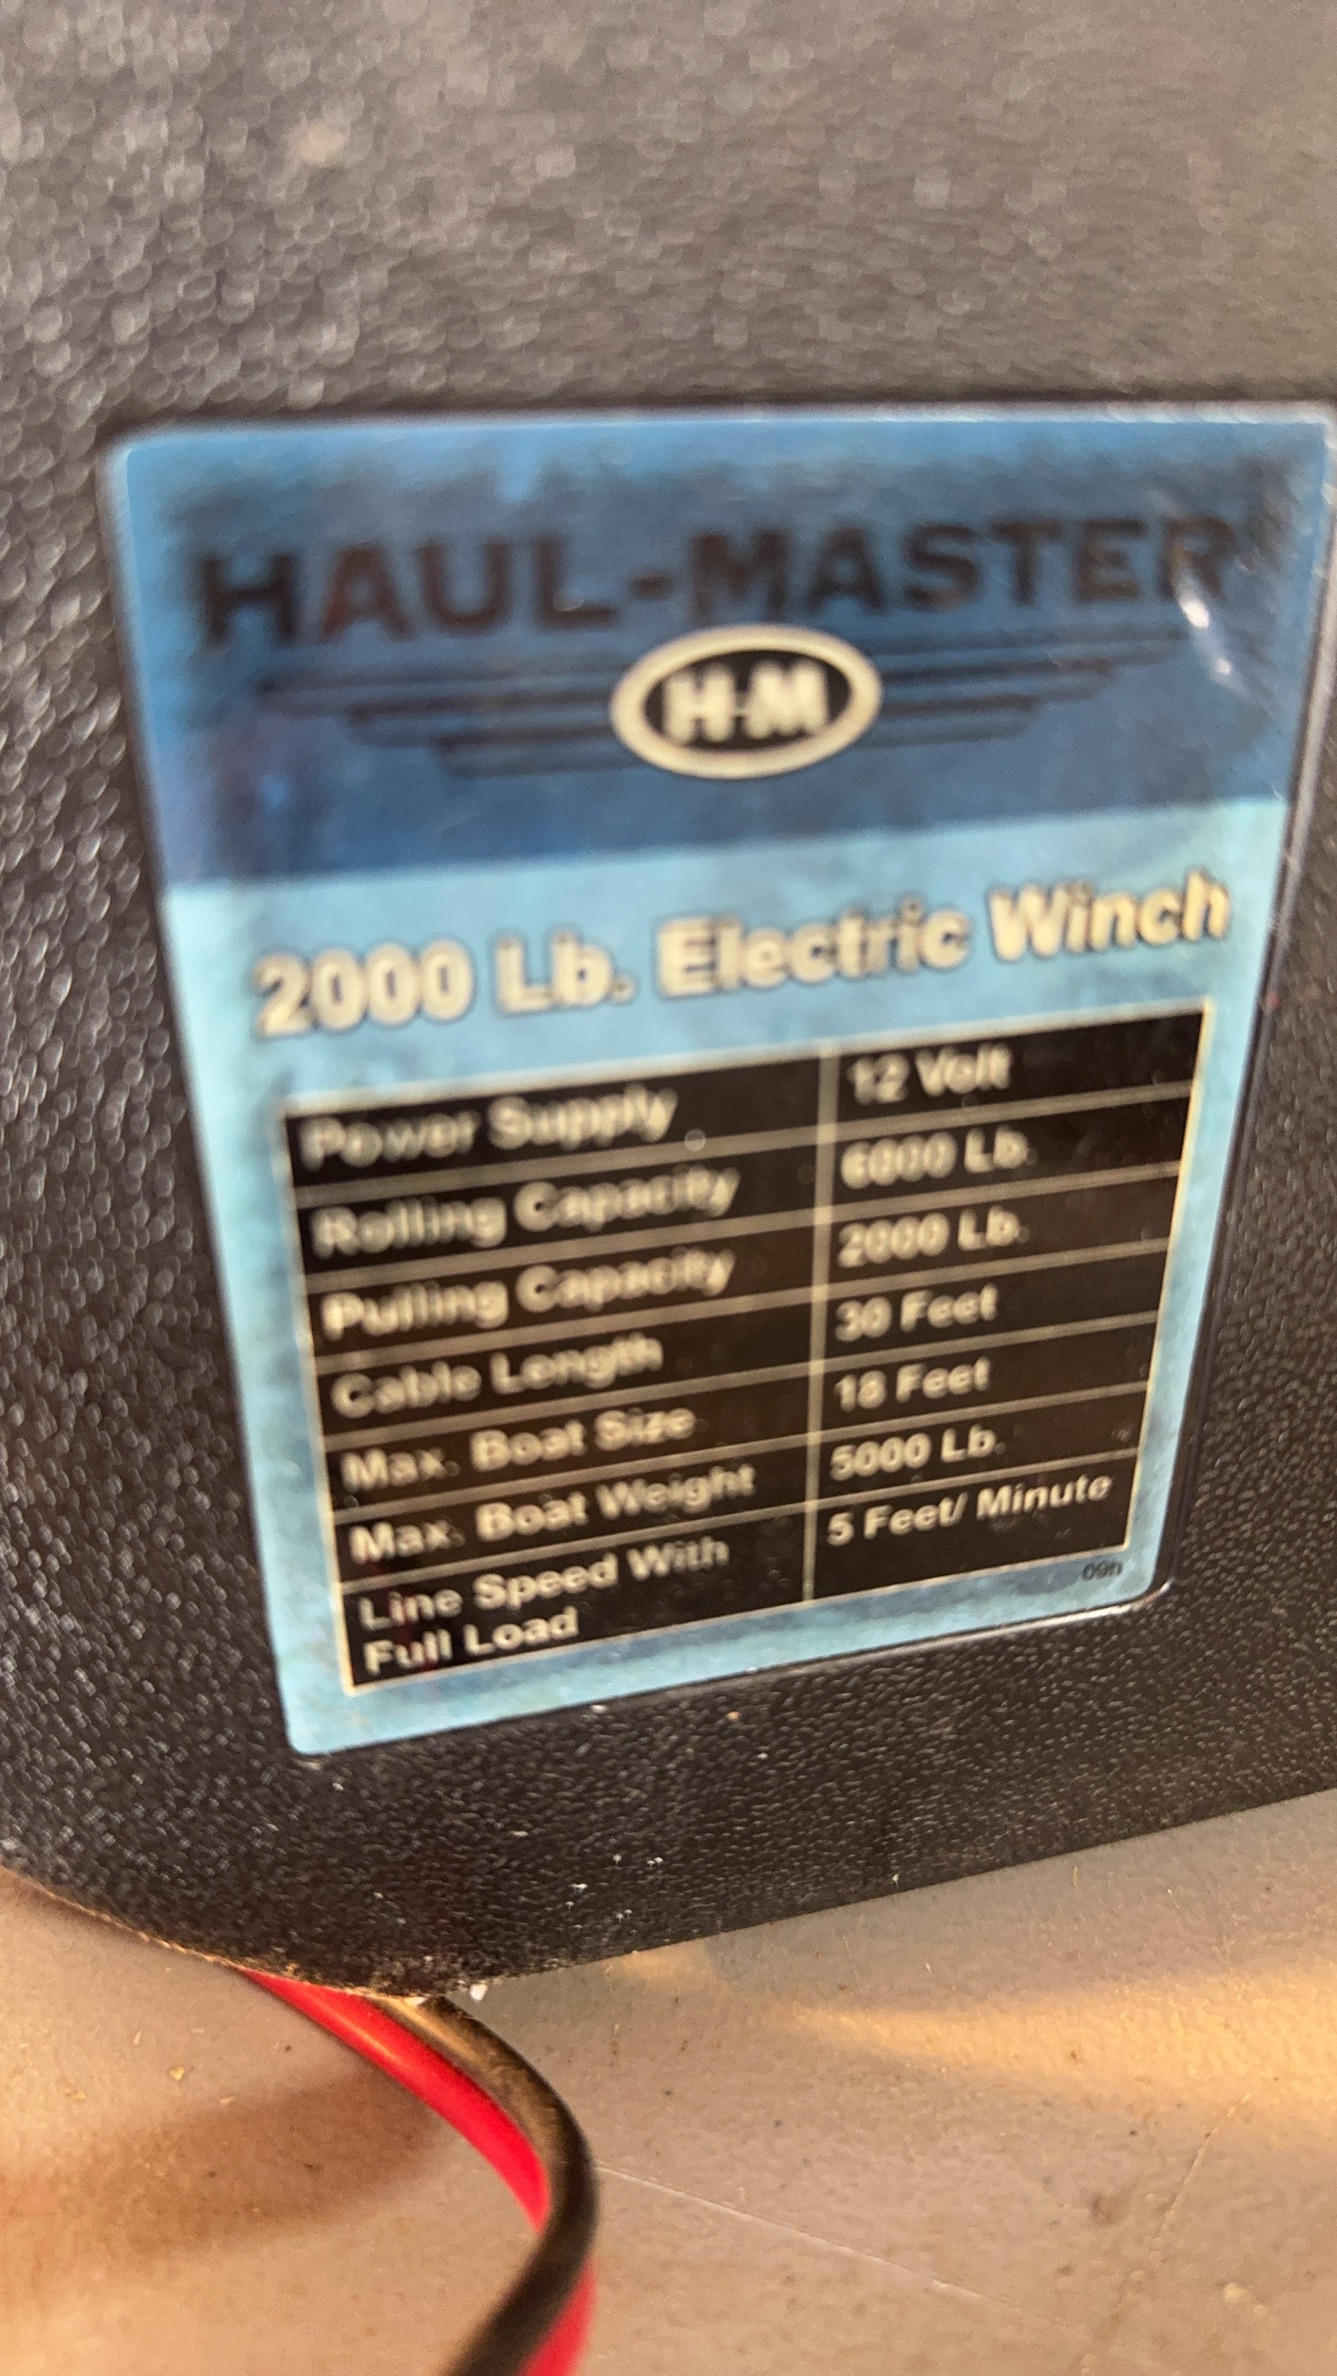 HAUL-MASTER
H-M
2000 Lb. Electric Winch
Power Supply 12 Volt
Rolling Capacity 6000 Lb.
Pulling Capacity 2000 Lb.
Cable Length 30 Feet
Max. Boat Size 18 Feet
Max. Boat Weight 5000 Lb.
Line Speed With 5 Feet/ Minute
Full Load
09h